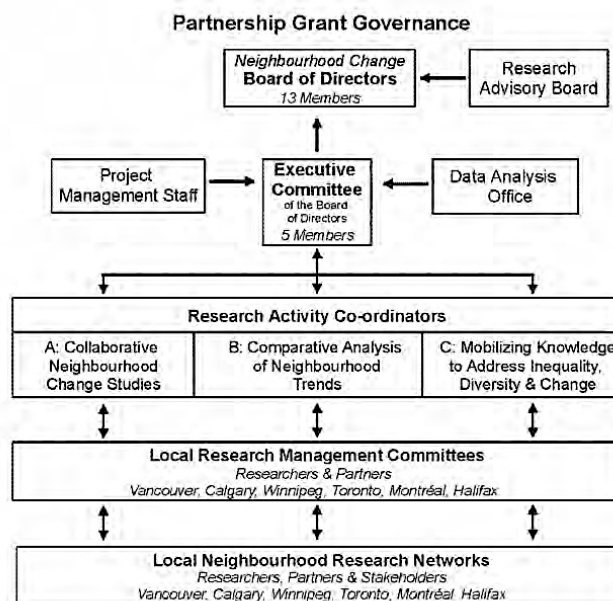 Partnership Grant Governance
Neighbourhood Change
Board of Directors
13 Members
Research
Advisory Board
Project
Management Staff
Executive
Committee
of the Board
of Directors
5 Members
Data Analysis
Office
Research Activity Co-ordinators
A: Collaborative
Neighbourhood
Change Studies
B: Comparative Analysis
of Neighbourhood
Trends
C: Mobilizing Knowledge
to Address Inequality,
Diversity & Change
Local Research Management Committees
Researchers & Partners
Vancouver, Calgary, Winnipeg, Toronto, Montréal, Halifax
Local Neighbourhood Research Networks
Researchers, Partners & Stakeholders
Vancouver, Calgary, Winnipeg, Toronto, Montréal, Halifax